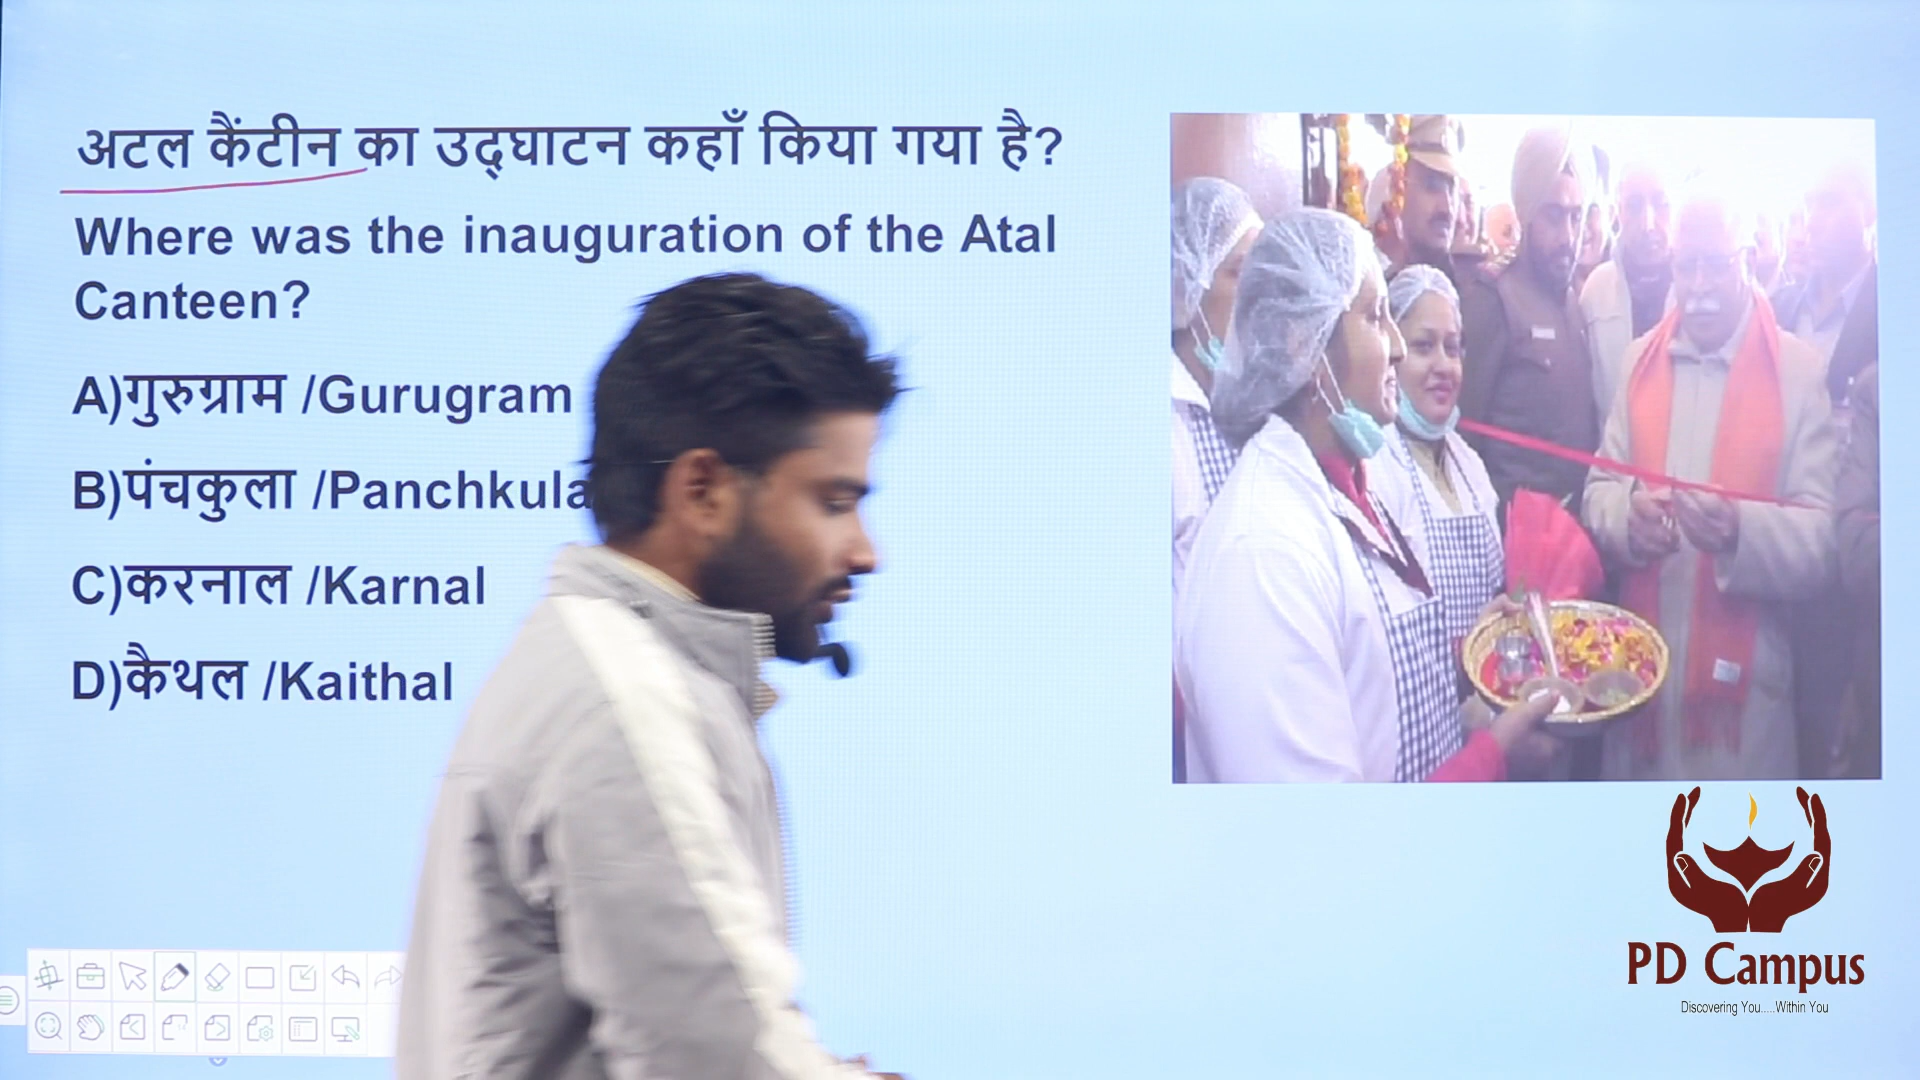 अटल कैंटीन का उद्घाटन कहाँ किया गया है?
Where was the inauguration of the Atal
Canteen?
A)गुरुग्राम /Gurugram
B)पंचकुला /Panchkula
C)करनाल /Karnal
D)कैथल /Kaithal
PD Campus
Discovering You.....Within You